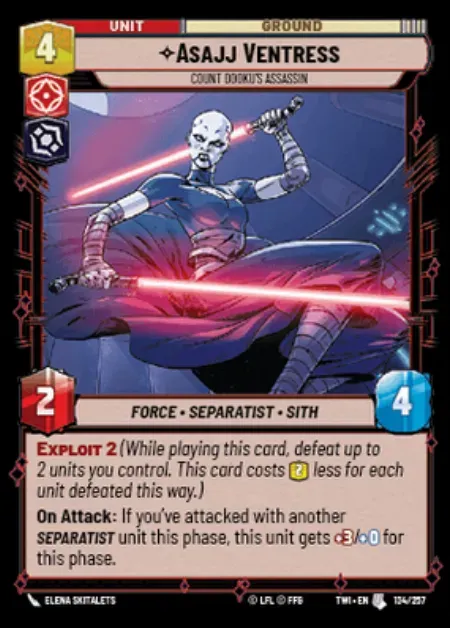 UNIT
GROUND
4
ASAJJ VENTRESS
COUNT DOOKU'S ASSASSIN
2
FORCE • SEPARATIST • SITH
4
EXPLOIT 2 (While playing this card, defeat up to
2 units you control. This card costs 2 less for each
unit defeated this way.)
On Attack: If you've attacked with another
SEPARATIST unit this phase, this unit gets +3/+0 for
this phase.
ELENA SKITALETS
© LFL © FFG
TWI • EN
134/257